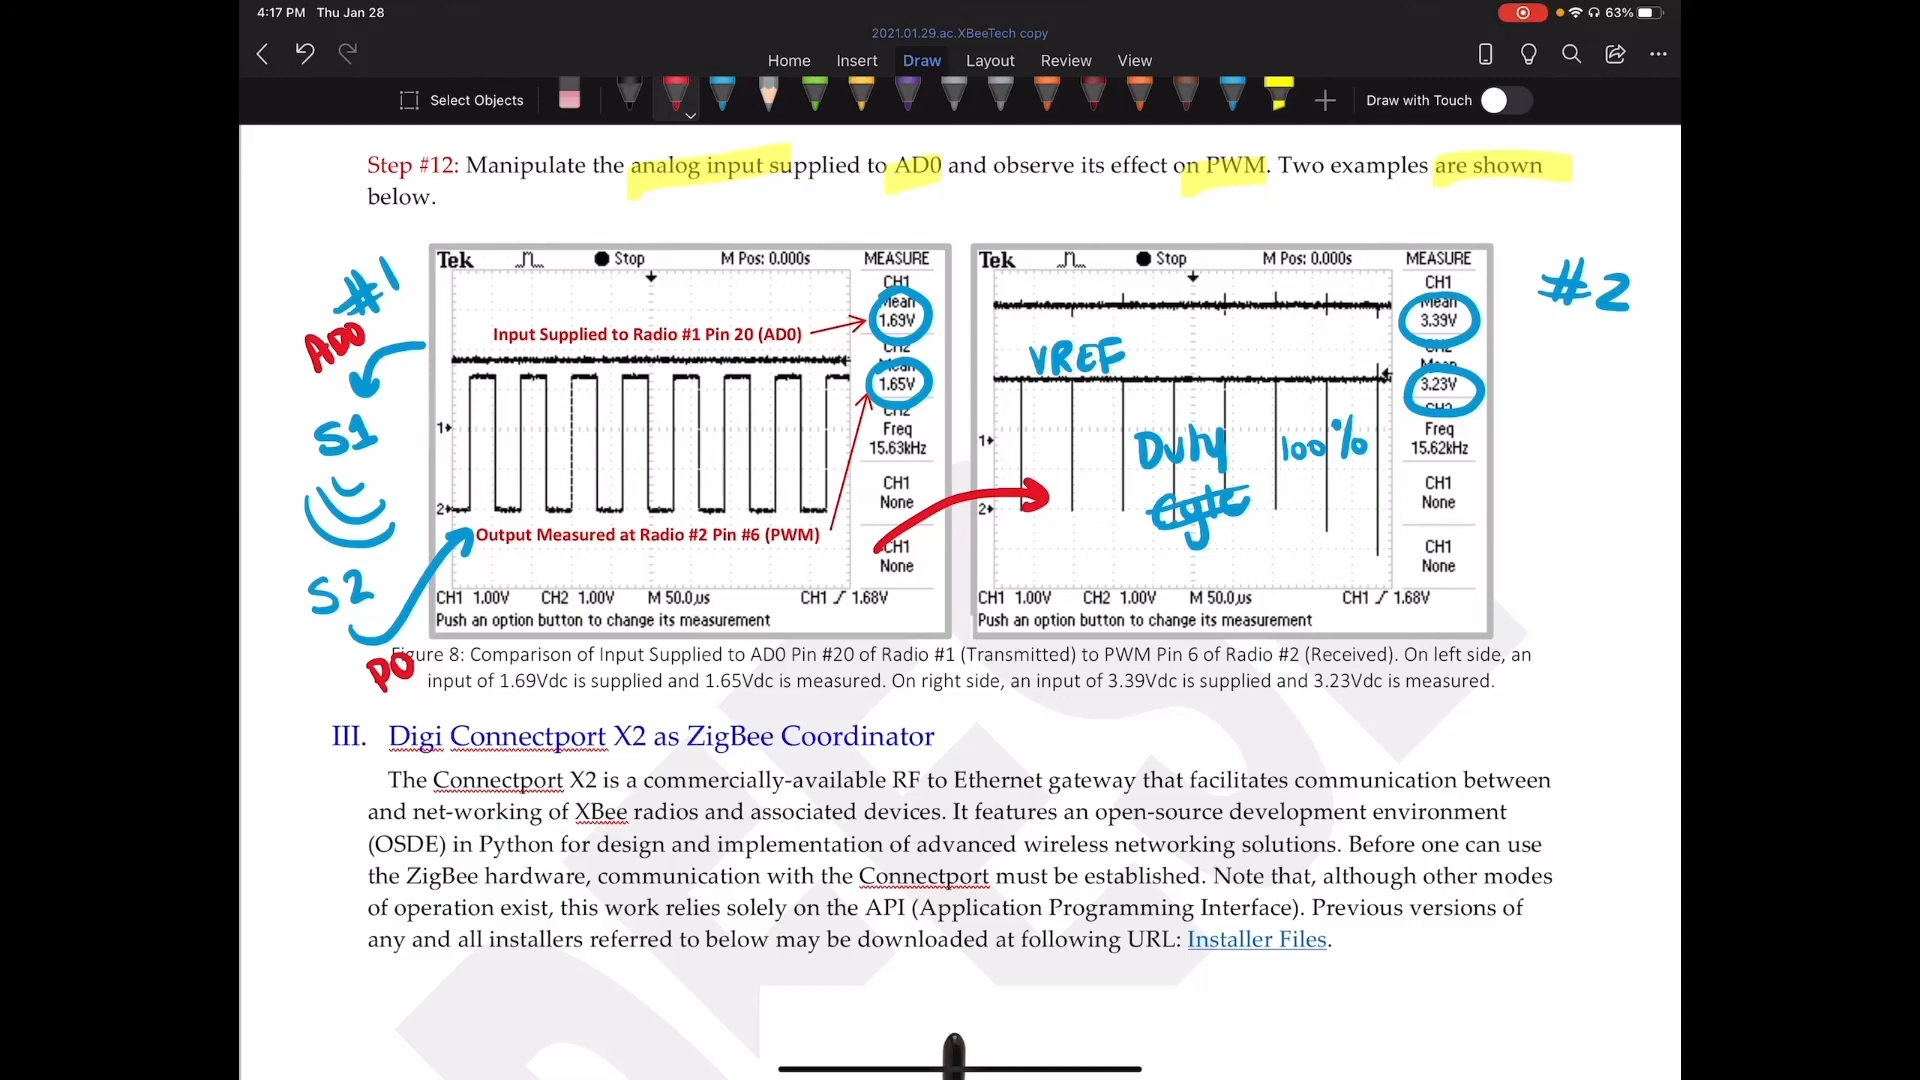 4:17 PM Thu Jan 28
63%
2021.01.29.ac.XBeeTech copy
Home Insert Draw Layout Review View
Select Objects
Draw with Touch
Step #12: Manipulate the analog input supplied to AD0 and observe its effect on PWM. Two examples are shown
below.
#1
AD0
S1
S2
PO
Tek
Stop
M Pos: 0.000s
MEASURE
CH1
Mean
1.69V
Input Supplied to Radio #1 Pin 20 (AD0)
CH2
Mean
1.65V
CH2
Freq
15.63kHz
1
CH1
None
2
Output Measured at Radio #2 Pin #6 (PWM)
CH1
None
CH1 1.00V CH2 1.00V M 50.0µs CH1 1.68V
Push an option button to change its measurement
Tek
Stop
M Pos: 0.000s
MEASURE
CH1
Mean
3.39V
VREF
CH2
Mean
3.23V
CH2
Freq
15.62kHz
1
Duty 100%
Cycle
CH1
None
2
CH1
None
CH1 1.00V CH2 1.00V M 50.0µs CH1 1.68V
Push an option button to change its measurement
#2
Figure 8: Comparison of Input Supplied to AD0 Pin #20 of Radio #1 (Transmitted) to PWM Pin 6 of Radio #2 (Received). On left side, an
input of 1.69Vdc is supplied and 1.65Vdc is measured. On right side, an input of 3.39Vdc is supplied and 3.23Vdc is measured.
III. Digi Connectport X2 as ZigBee Coordinator
The Connectport X2 is a commercially-available RF to Ethernet gateway that facilitates communication between
and net-working of XBee radios and associated devices. It features an open-source development environment
(OSDE) in Python for design and implementation of advanced wireless networking solutions. Before one can use
the ZigBee hardware, communication with the Connectport must be established. Note that, although other modes
of operation exist, this work relies solely on the API (Application Programming Interface). Previous versions of
any and all installers referred to below may be downloaded at following URL: Installer Files.